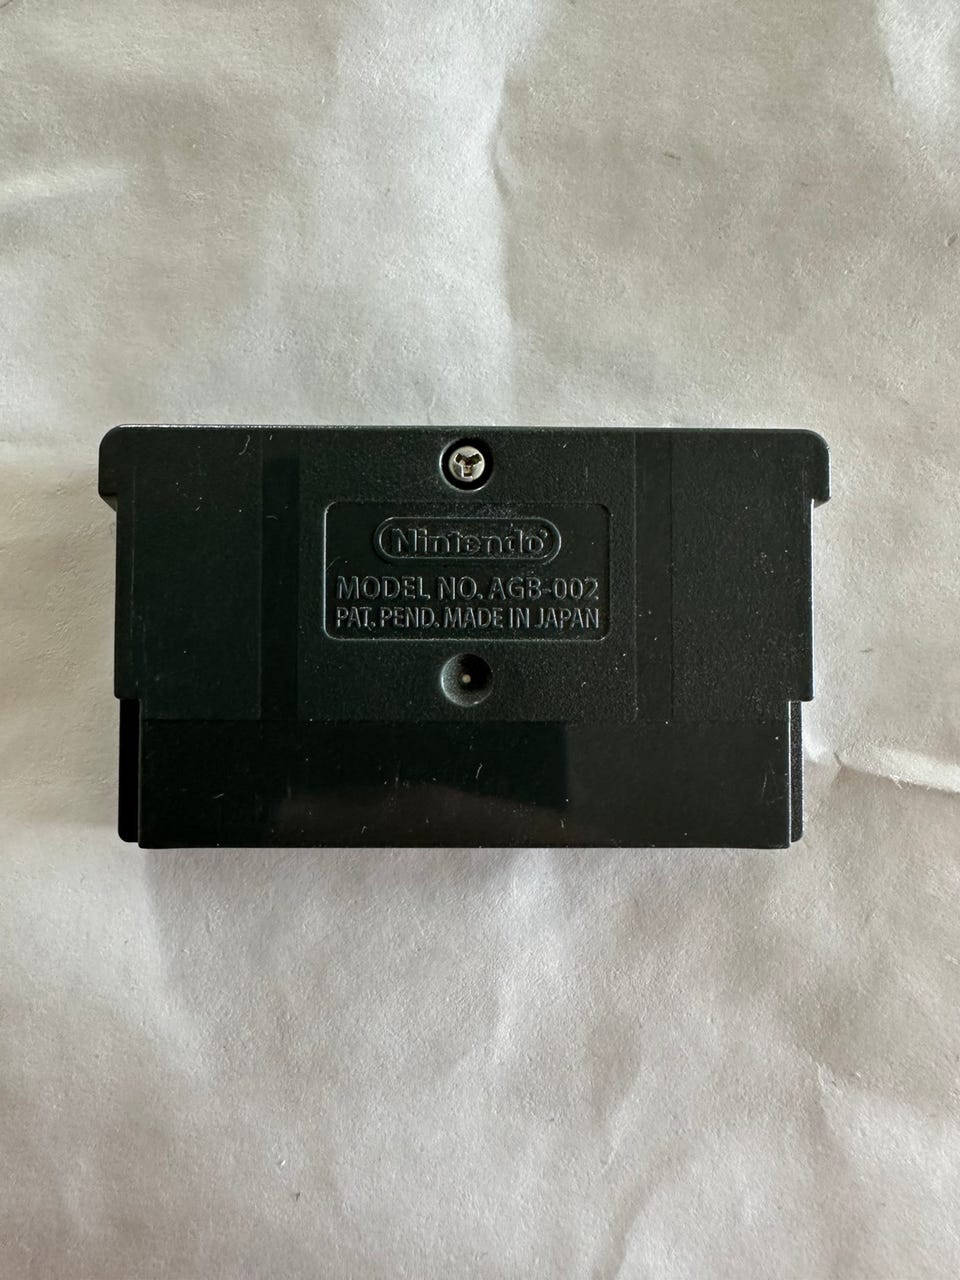 Nintendo®
MODEL NO. AGB-002
PAT. PEND. MADE IN JAPAN